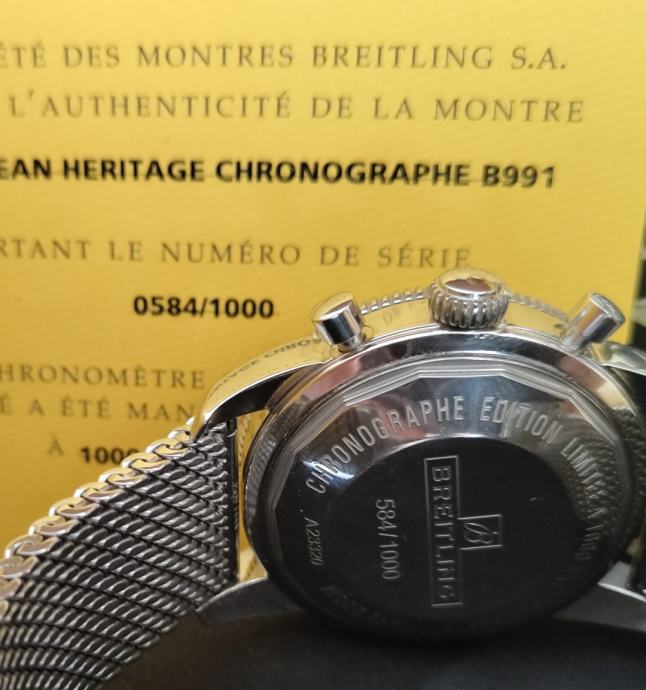 ÉTÉ DES MONTRES BREITLING S.A.
L'AUTHENTICITÉ DE LA MONTRE
EAN HERITAGE CHRONOGRAPHE B991
RTANT LE NUMÉRO DE SÉRIE
0584/1000
HRONOMÈTRE
É A ÉTÉ MAN
À 1000
CHRONOGRAPHE EDITION LIMITEE A 1000
BREITLING
584/1000
A23320